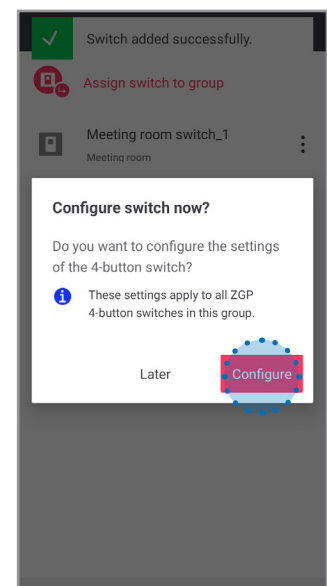 Switch added successfully.
Assign switch to group
Meeting room switch_1
Meeting room
Configure switch now?
Do you want to configure the settings
of the 4-button switch?
These settings apply to all ZGP
4-button switches in this group.
Later
Configure